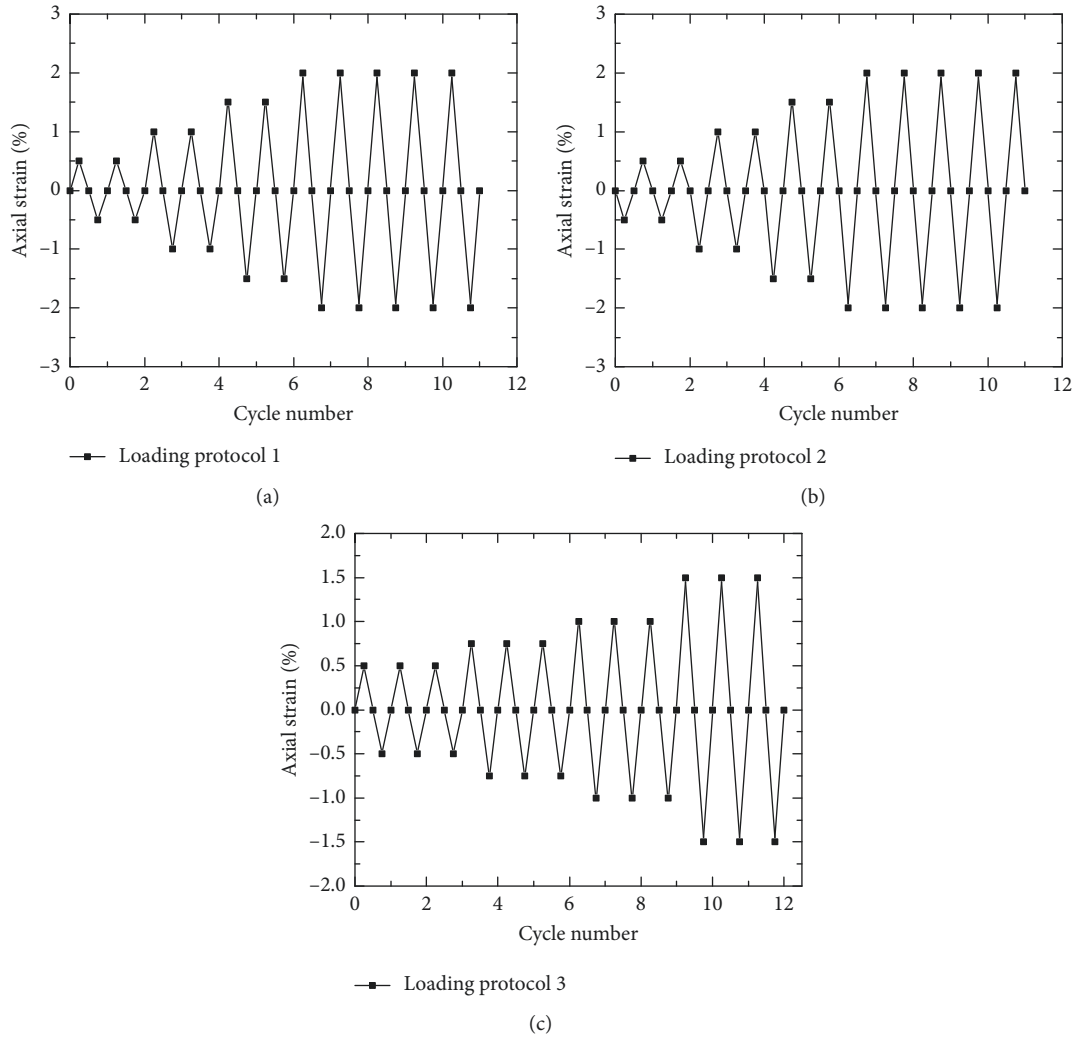 3
2
1
0
–1
–2
–3
Axial strain (%)
0 2 4 6 8 10 12
Cycle number
Loading protocol 1
(a)
3
2
1
0
–1
–2
–3
Axial strain (%)
0 2 4 6 8 10 12
Cycle number
Loading protocol 2
(b)
2.0
1.5
1.0
0.5
0.0
–0.5
–1.0
–1.5
–2.0
Axial strain (%)
0 2 4 6 8 10 12
Cycle number
Loading protocol 3
(c)